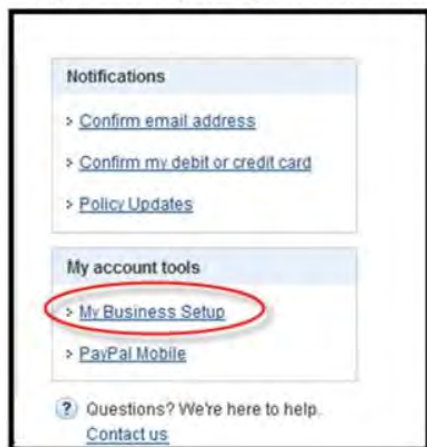 Notifications
> Confirm email address
> Confirm my debit or credit card
> Policy Updates
My account tools
> My Business Setup
> PayPal Mobile
? Questions? We're here to help.
Contact us